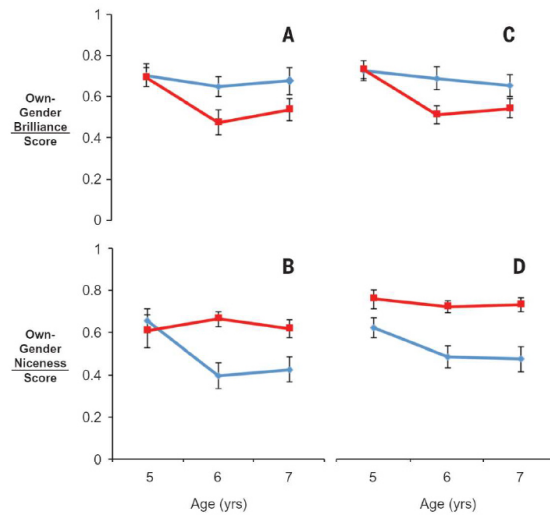 1
0.8
0.6
0.4
0.2
0
A
C
Own-
Gender
Brilliance
Score
1
0.8
0.6
0.4
0.2
0
B
D
Own-
Gender
Niceness
Score
5 6 7
5 6 7
Age (yrs)
Age (yrs)